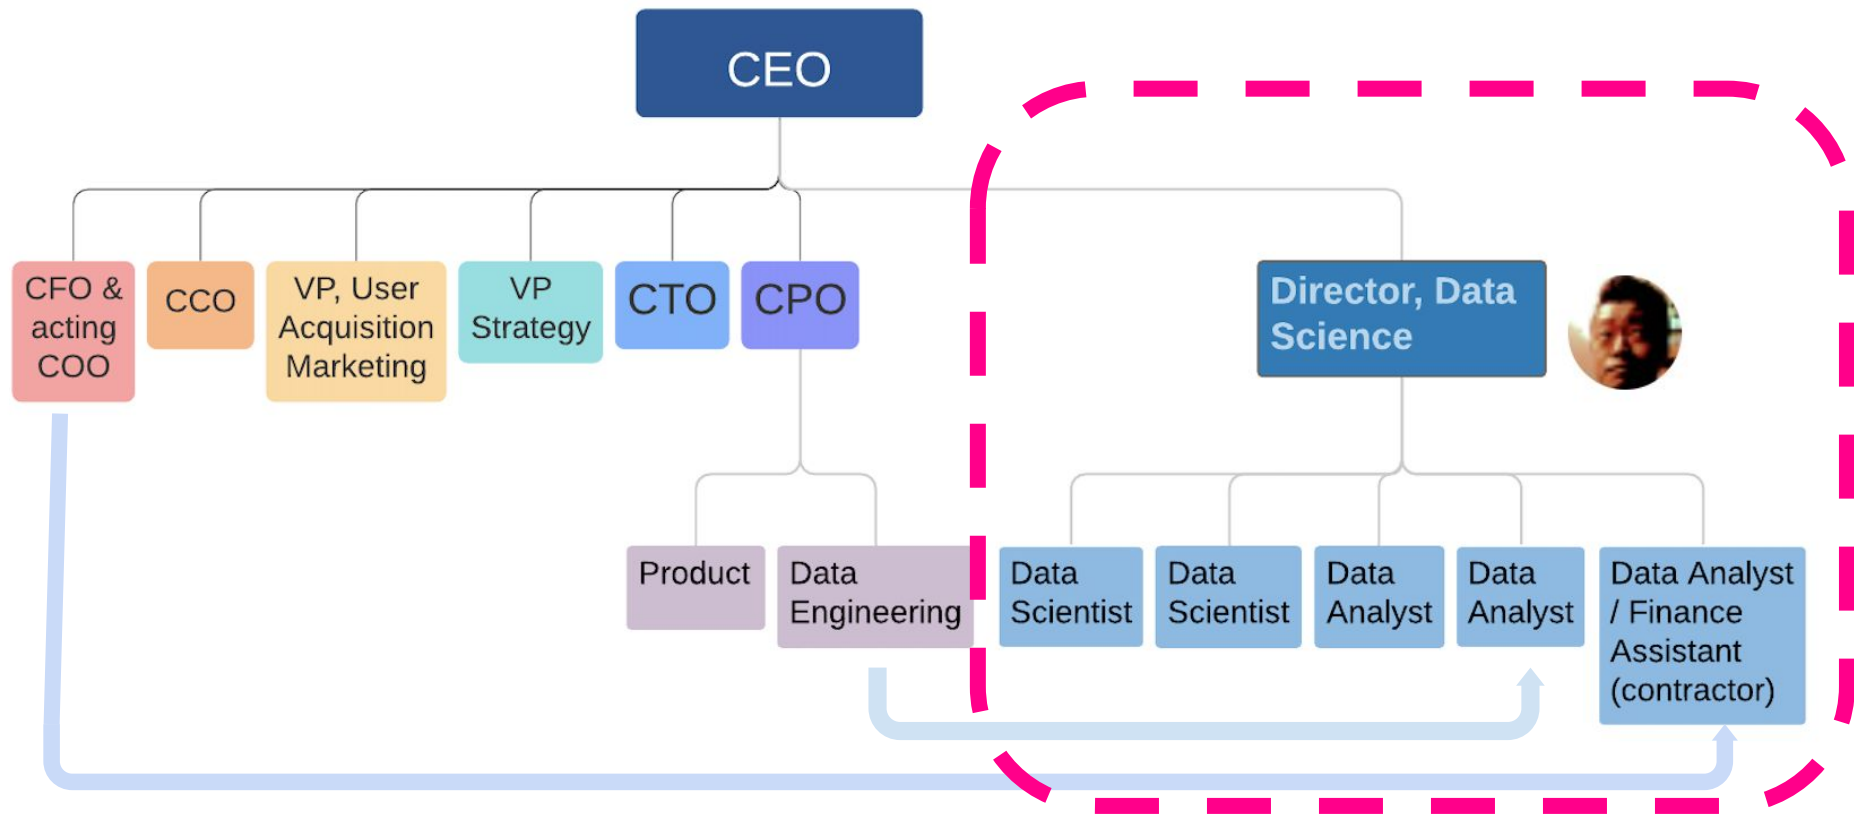 CEO
CFO &
acting
COO
CCO
VP, User
Acquisition
Marketing
VP
Strategy
CTO
CPO
Director, Data
Science
Product
Data
Engineering
Data
Scientist
Data
Scientist
Data
Analyst
Data
Analyst
Data Analyst
/ Finance
Assistant
(contractor)